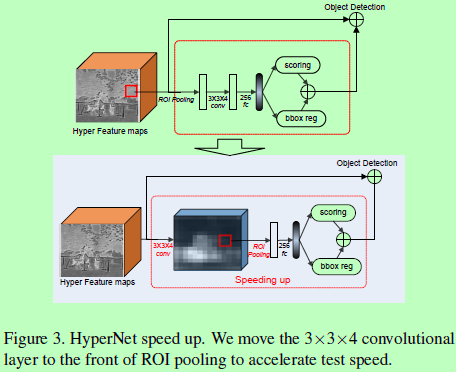 Object Detection
scoring
ROI Pooling
3X3X4
conv
256
fc
bbox reg
Hyper Feature maps
Object Detection
scoring
3X3X4
conv
ROI
Pooling
256
fc
bbox reg
Hyper Feature maps
Speeding up
Figure 3. HyperNet speed up. We move the 3×3×4 convolutional
layer to the front of ROI pooling to accelerate test speed.